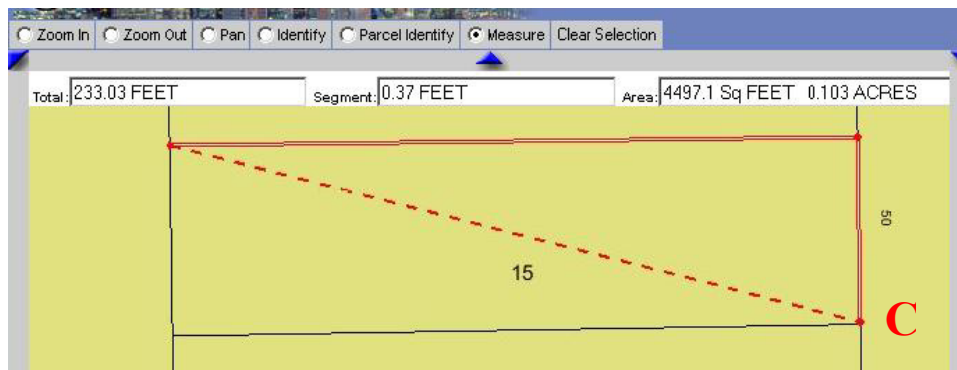 Zoom In Zoom Out Pan Identify Parcel Identify Measure Clear Selection
Total: 233.03 FEET Segment: 0.37 FEET Area: 4497.1 Sq FEET 0.103 ACRES
50
15
C